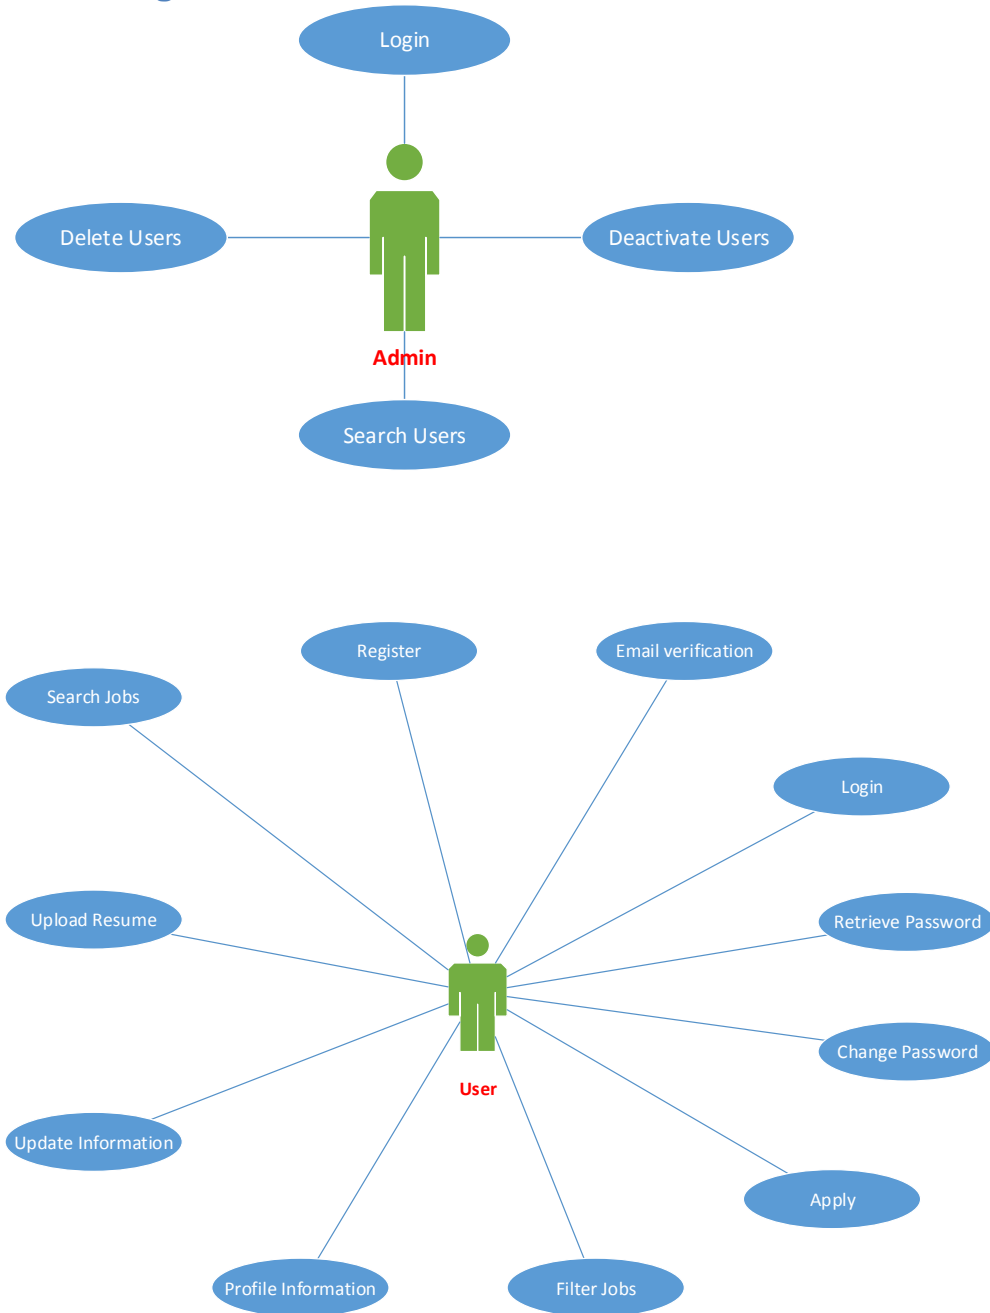 Login
Delete Users
Deactivate Users
Admin
Search Users
Register
Email verification
Search Jobs
Login
Upload Resume
Retrieve Password
Change Password
User
Update Information
Apply
Profile Information
Filter Jobs